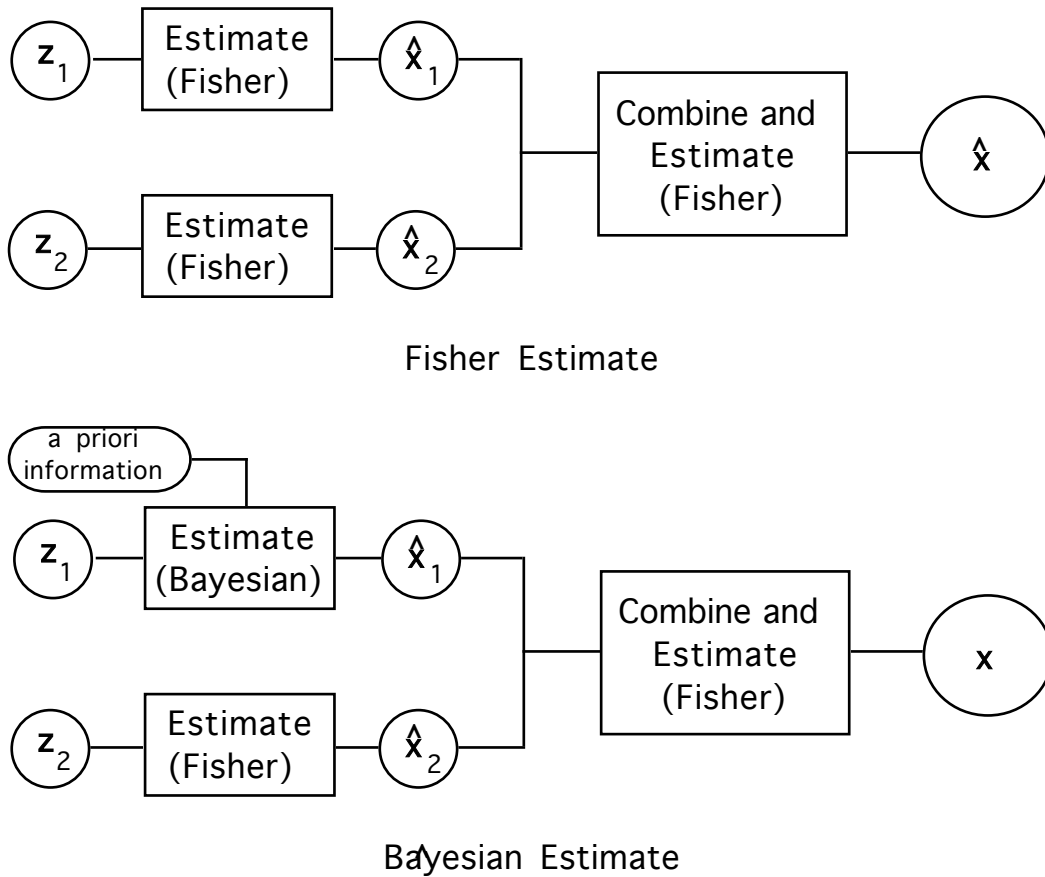 z₁
Estimate
(Fisher)
x̂₁
Combine and
Estimate
(Fisher)
x̂
z₂
Estimate
(Fisher)
x̂₂
Fisher Estimate
a priori
information
z₁
Estimate
(Bayesian)
x̂₁
Combine and
Estimate
(Fisher)
x
z₂
Estimate
(Fisher)
x̂₂
Bayesian Estimate